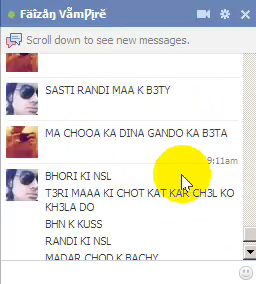 Fäïzåŋ Vãmƿïrĕ
Scroll down to see new messages.
SASTI RANDI MAA K B3TY
MA CHOOA KA DINA GANDO KA B3TA
9:11am
BHORI KI NSL
T3RI MAAA KI CHOT KAT KAR CH3L KO
KH3LA DO
BHN K KUSS
RANDI KI NSL
MADAR CHOD K BACHY